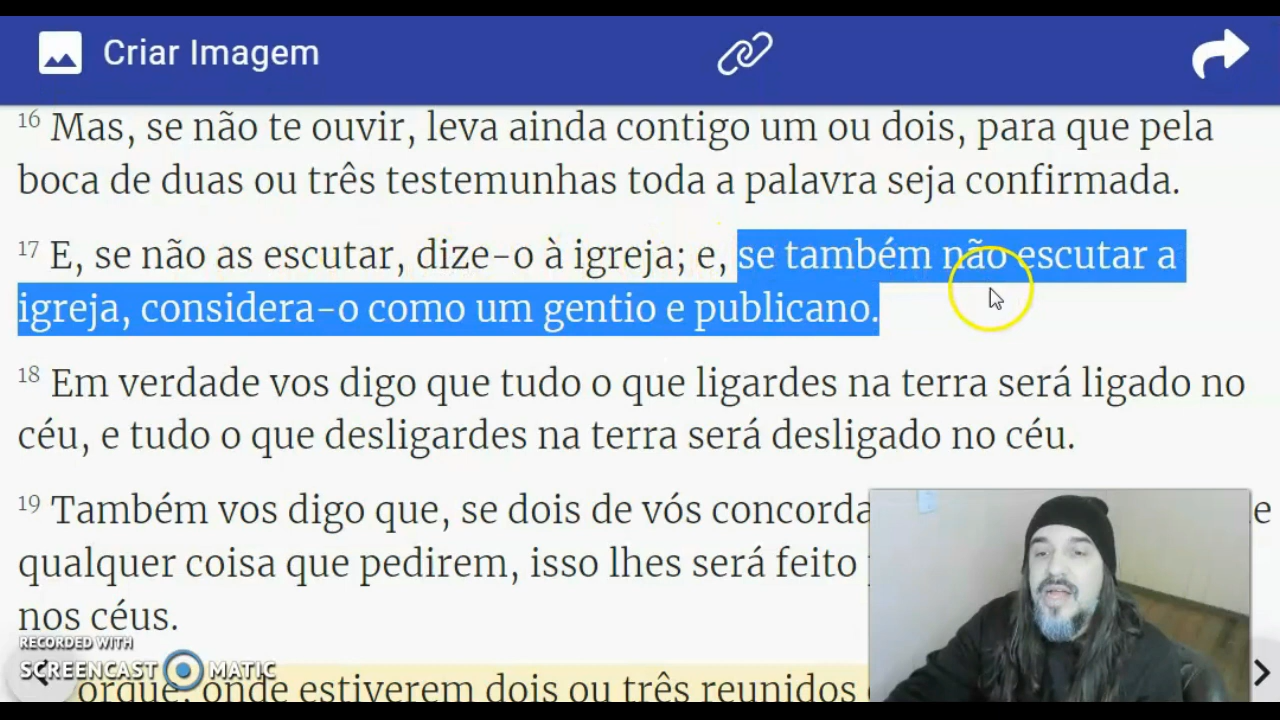 Criar Imagem
16 Mas, se não te ouvir, leva ainda contigo um ou dois, para que pela
boca de duas ou três testemunhas toda a palavra seja confirmada.
17 E, se não as escutar, dize-o à igreja; e, se também não escutar a
igreja, considera-o como um gentio e publicano.
18 Em verdade vos digo que tudo o que ligardes na terra será ligado no
céu, e tudo o que desligardes na terra será desligado no céu.
19 Também vos digo que, se dois de vós concorda
qualquer coisa que pedirem, isso lhes será feito
nos céus.
RECORDED WITH
SCREENCAST MATIC
orque, onde estiverem dois ou três reunidos